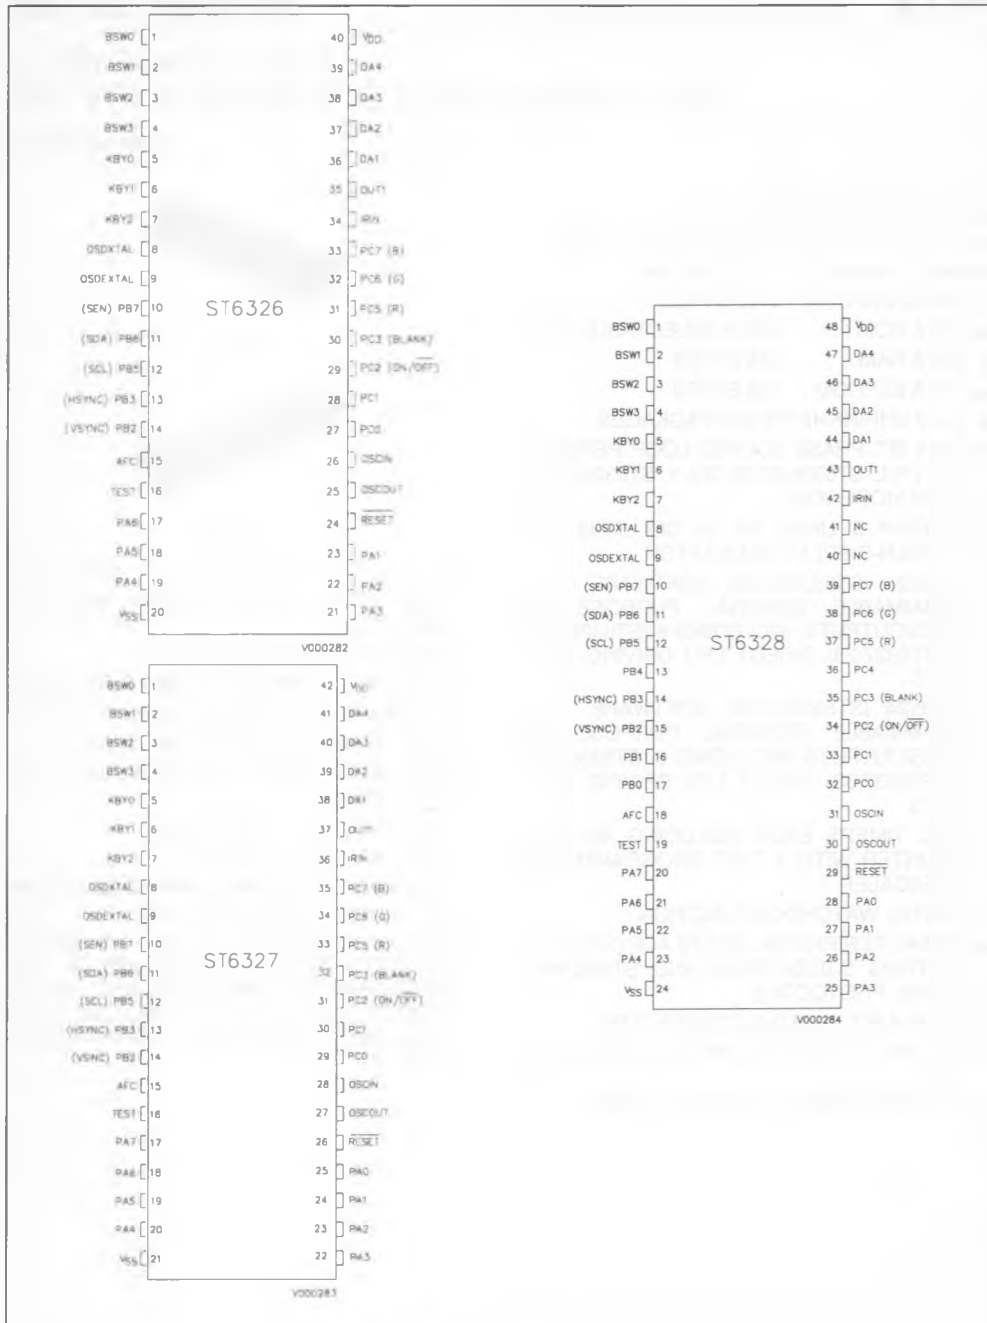 BSW0 1 40 VDD
BSW1 2 39 DA4
BSW2 3 38 DA3
BSW3 4 37 DA2
KBY0 5 36 DA1
KBY1 6 35 OUT1
KBY2 7 34 IRIN
OSDXTAL 8 33 PC7 (B)
OSDEXTAL 9 32 PC6 (G)
(SEN) PB7 10 31 PC5 (R)
ST6326
(SDA) PB6 11 30 PC3 (BLANK)
(SCL) PB5 12 29 PC2 (ON/OFF)
(HSYNC) PB3 13 28 PC1
(VSYNC) PB2 14 27 PC0
AFC 15 26 OSCIN
TEST 16 25 OSCOUT
PA6 17 24 RESET
PA5 18 23 PA1
PA4 19 22 PA2
VSS 20 21 PA3
V000282
BSW0 1 42 VDD
BSW1 2 41 DA4
BSW2 3 40 DA3
BSW3 4 39 DA2
KBY0 5 38 DA1
KBY1 6 37 OUT1
KBY2 7 36 IRIN
OSDXTAL 8 35 PC7 (B)
OSDEXTAL 9 34 PC6 (G)
(SEN) PB7 10 33 PC5 (R)
ST6327
(SDA) PB6 11 32 PC3 (BLANK)
(SCL) PB5 12 31 PC2 (ON/OFF)
(HSYNC) PB3 13 30 PC1
(VSYNC) PB2 14 29 PC0
AFC 15 28 OSCIN
TEST 16 27 OSCOUT
PA7 17 26 RESET
PA6 18 25 PA0
PA5 19 24 PA1
PA4 20 23 PA2
VSS 21 22 PA3
V000283
BSW0 1 48 VDD
BSW1 2 47 DA4
BSW2 3 46 DA3
BSW3 4 45 DA2
KBY0 5 44 DA1
KBY1 6 43 OUT1
KBY2 7 42 IRIN
OSDXTAL 8 41 NC
OSDEXTAL 9 40 NC
(SEN) PB7 10 39 PC7 (B)
(SDA) PB6 11 38 PC6 (G)
(SCL) PB5 12 37 PC5 (R)
ST6328
PB4 13 36 PC4
(HSYNC) PB3 14 35 PC3 (BLANK)
(VSYNC) PB2 15 34 PC2 (ON/OFF)
PB1 16 33 PC1
PB0 17 32 PC0
AFC 18 31 OSCIN
TEST 19 30 OSCOUT
PA7 20 29 RESET
PA6 21 28 PA0
PA5 22 27 PA1
PA4 23 26 PA2
VSS 24 25 PA3
V000284